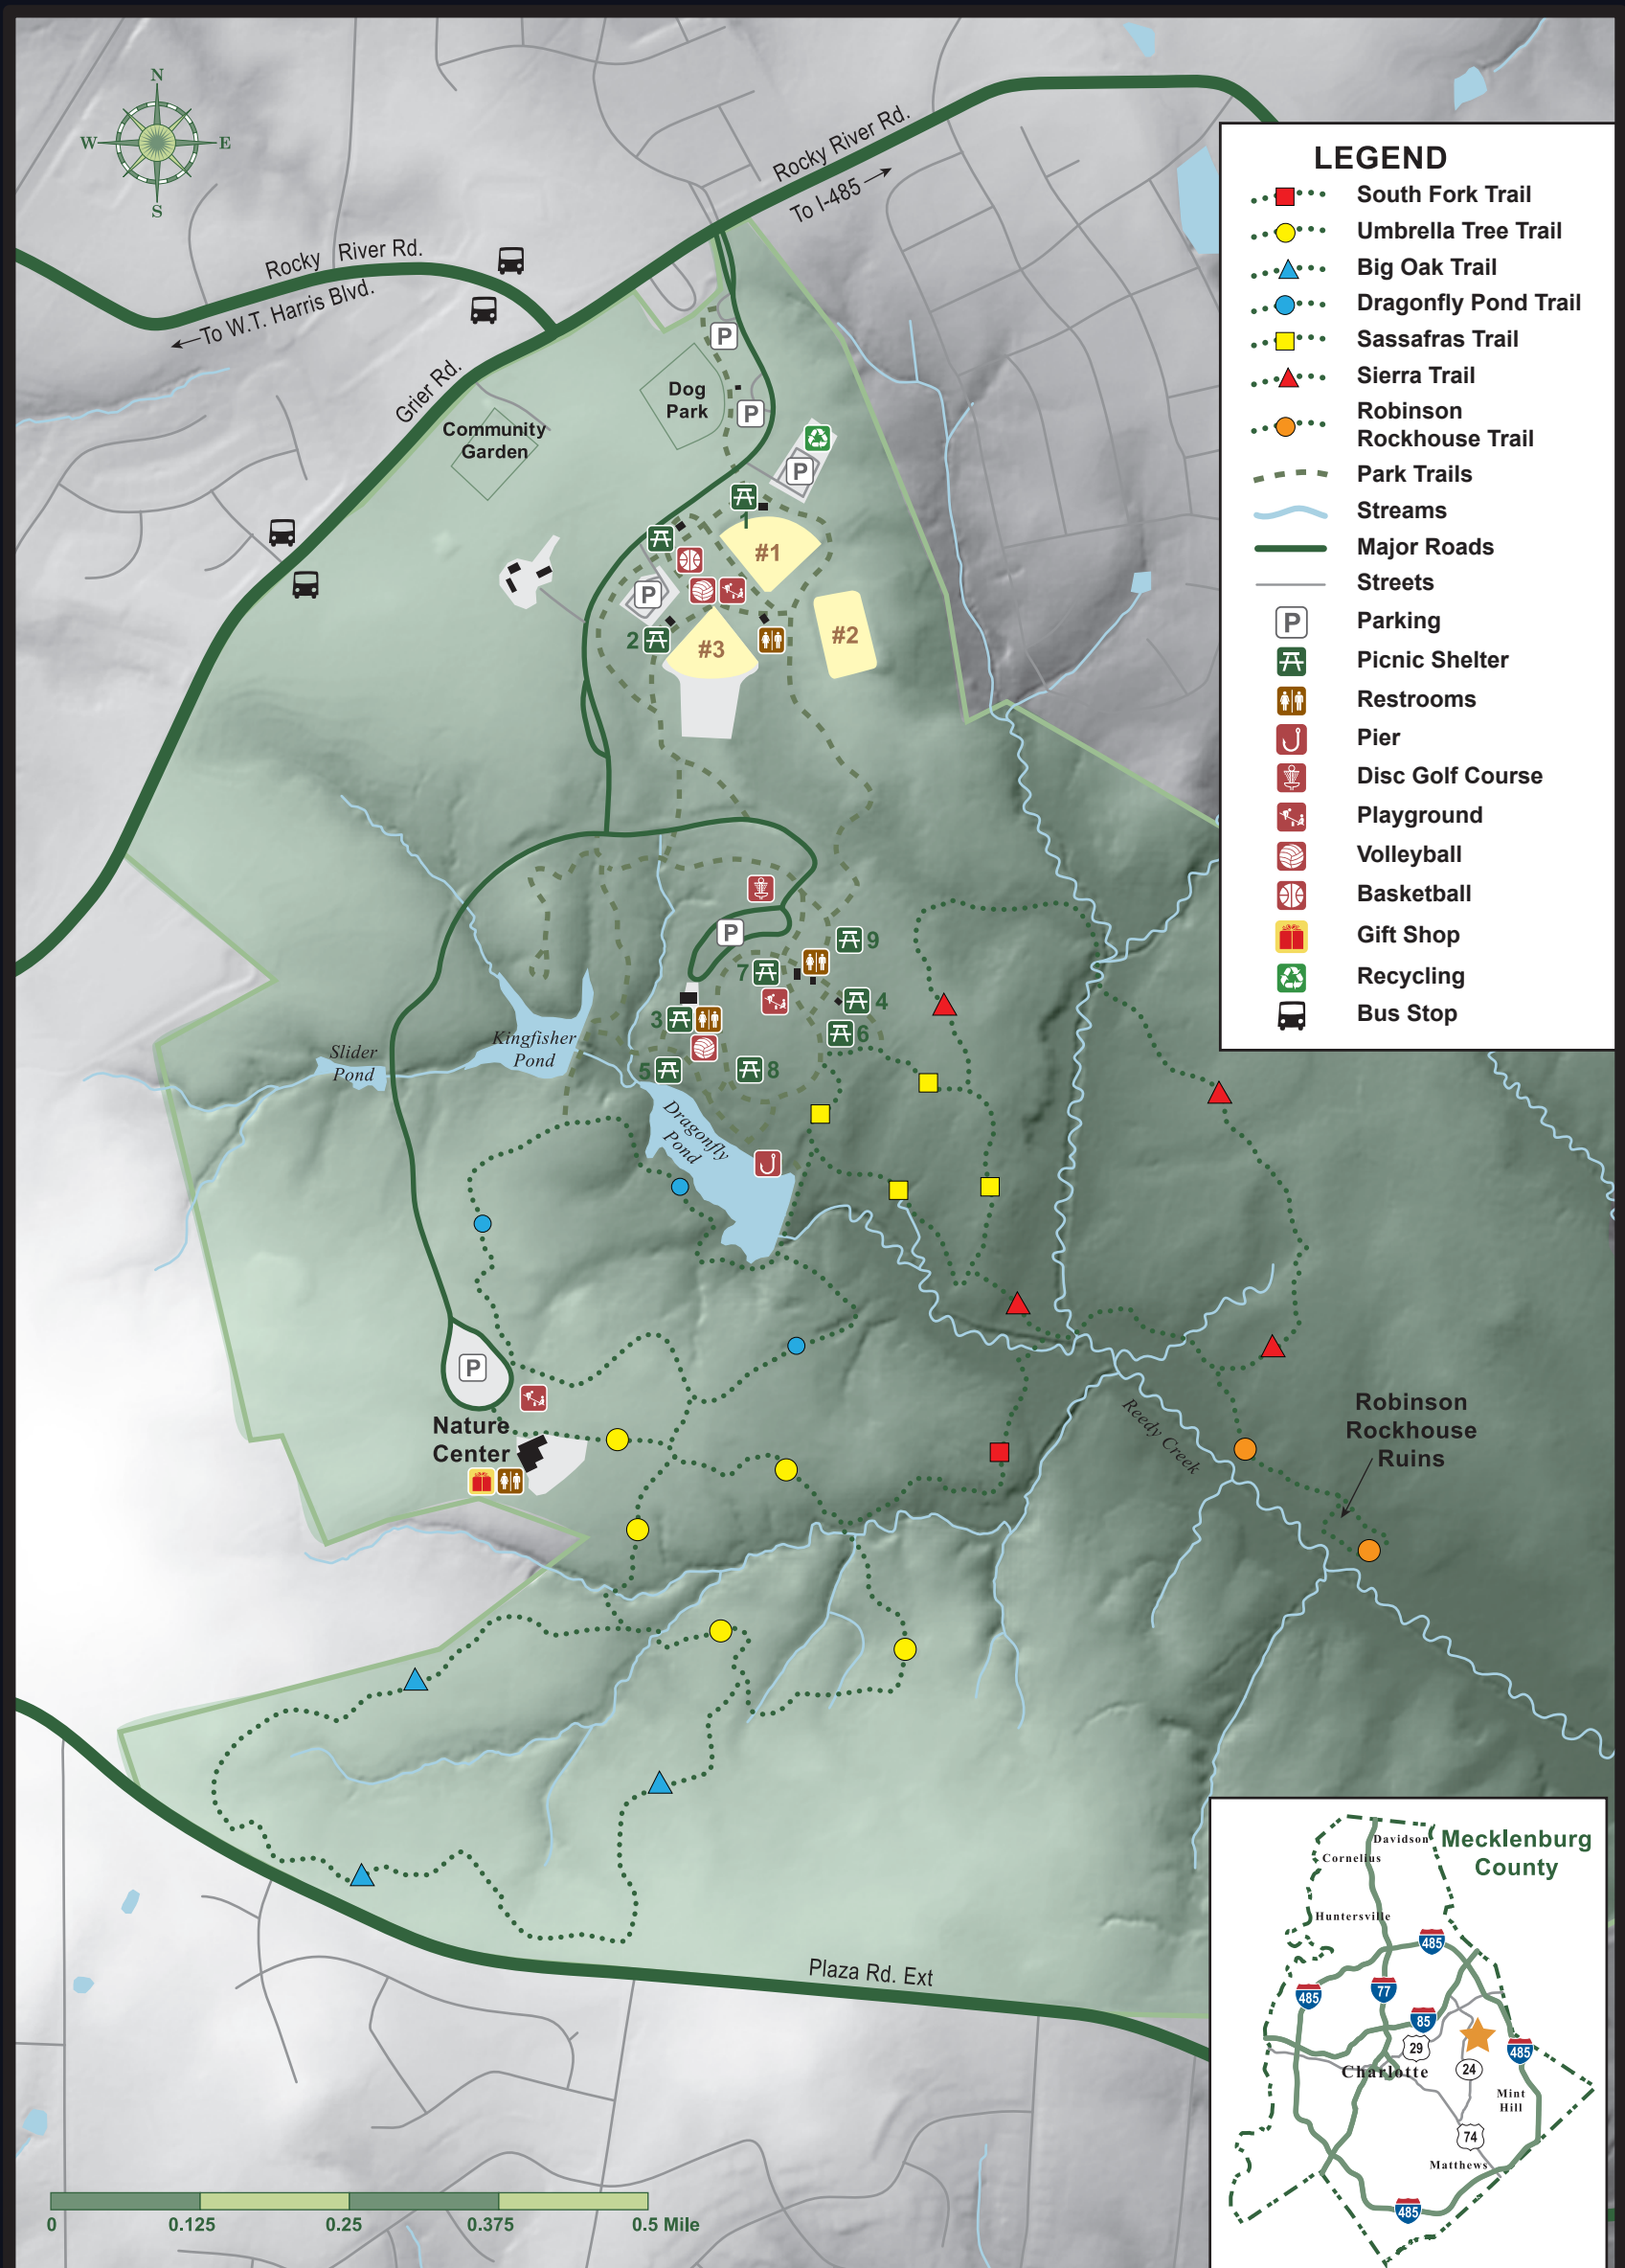 N
W
E
S
Rocky River Rd.
To I-485
Rocky River Rd.
To W.T. Harris Blvd.
Grier Rd.
P
Dog
Park
P
Community
Garden
P
1
#1
P
2
#3
#2
P
9
7
4
3
6
5
8
Slider
Pond
Kingfisher
Pond
Dragonfly
Pond
P
Nature
Center
Reedy Creek
Robinson
Rockhouse
Ruins
Plaza Rd. Ext
0
0.125
0.25
0.375
0.5 Mile
LEGEND
South Fork Trail
Umbrella Tree Trail
Big Oak Trail
Dragonfly Pond Trail
Sassafras Trail
Sierra Trail
Robinson
Rockhouse Trail
Park Trails
Streams
Major Roads
Streets
P Parking
Picnic Shelter
Restrooms
Pier
Disc Golf Course
Playground
Volleyball
Basketball
Gift Shop
Recycling
Bus Stop
Mecklenburg
County
Davidson
Cornelius
Huntersville
485
485
77
85
29
485
Charlotte
24
Mint
Hill
74
Matthews
485